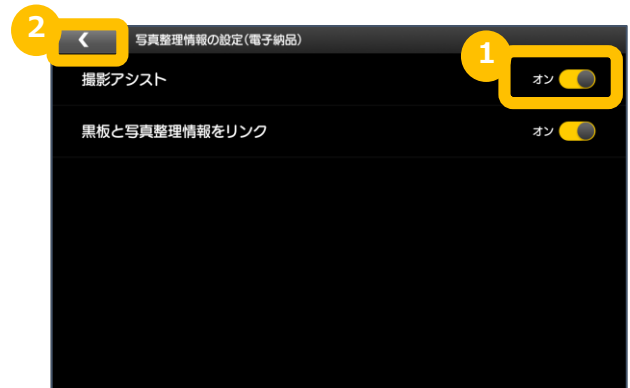 2
写真整理情報の設定(電子納品)
1
撮影アシスト
オン
黒板と写真整理情報をリンク
オン